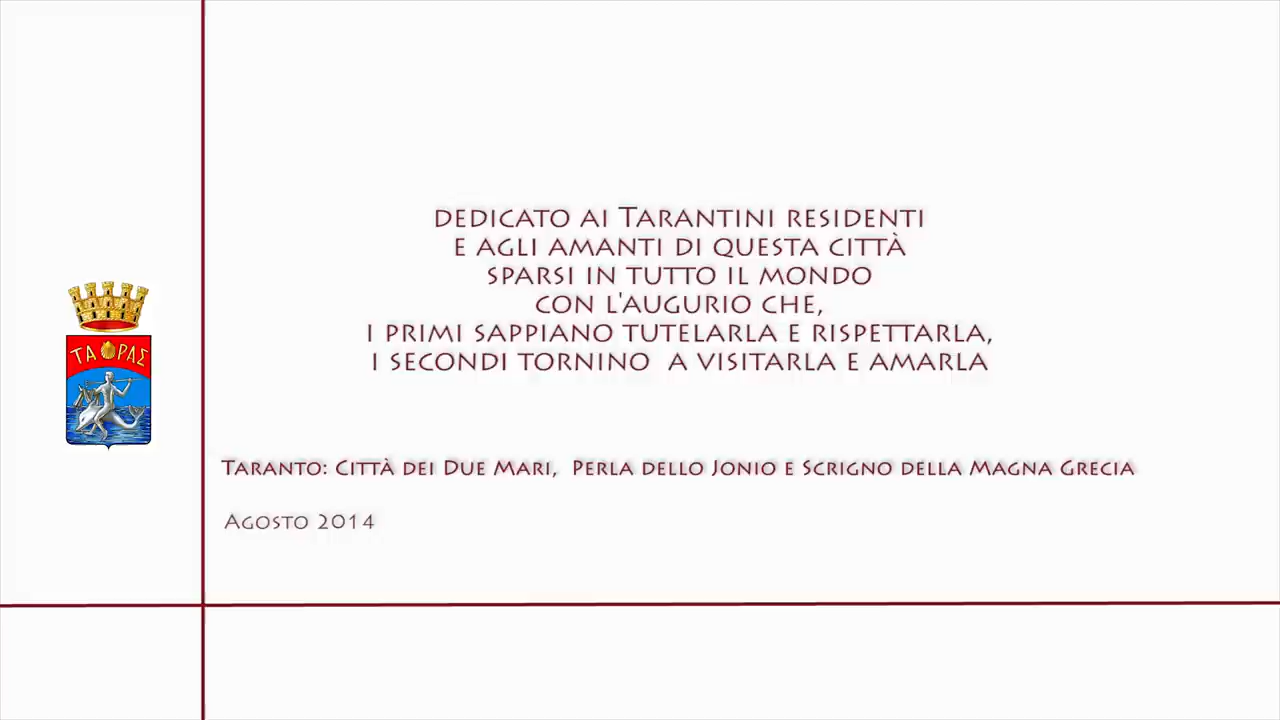 DEDICATO AI TARANTINI RESIDENTI
E AGLI AMANTI DI QUESTA CITTÀ
SPARSI IN TUTTO IL MONDO
CON L'AUGURIO CHE,
I PRIMI SAPPIANO TUTELARLA E RISPETTARLA,
I SECONDI TORNINO A VISITARLA E AMARLA
ΤΑΡΑΣ
TARANTO: CITTÀ DEI DUE MARI, PERLA DELLO JONIO E SCRIGNO DELLA MAGNA GRECIA
AGOSTO 2014